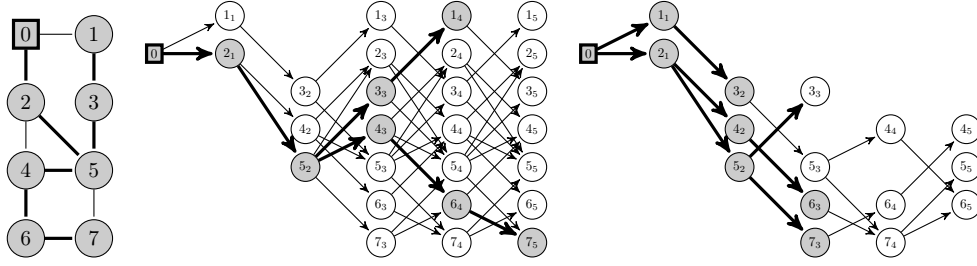 0 1
2 3
4 5
6 7
1₁ 1₃ 1₄ 1₅
0 2₁ 2₃ 2₄ 2₅
3₂ 3₃ 3₄ 3₅
4₂ 4₃ 4₄ 4₅
5₂ 5₃ 5₄ 5₅
6₃ 6₄ 6₅
7₃ 7₄ 7₅
1₁
0 2₁
3₂ 3₃
4₂ 4₄ 4₅
5₂ 5₃ 5₅
6₃ 6₄ 6₅
7₃ 7₄